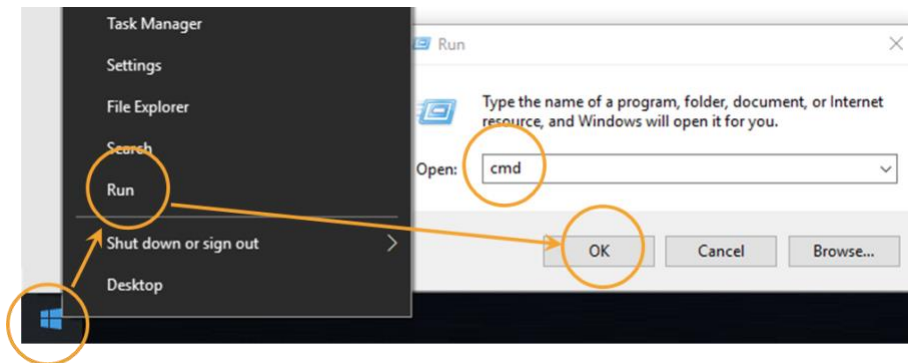 Task Manager
Settings
File Explorer
Search
Run
Shut down or sign out
Desktop
Run
Type the name of a program, folder, document, or Internet
resource, and Windows will open it for you.
Open:
cmd
OK
Cancel
Browse...